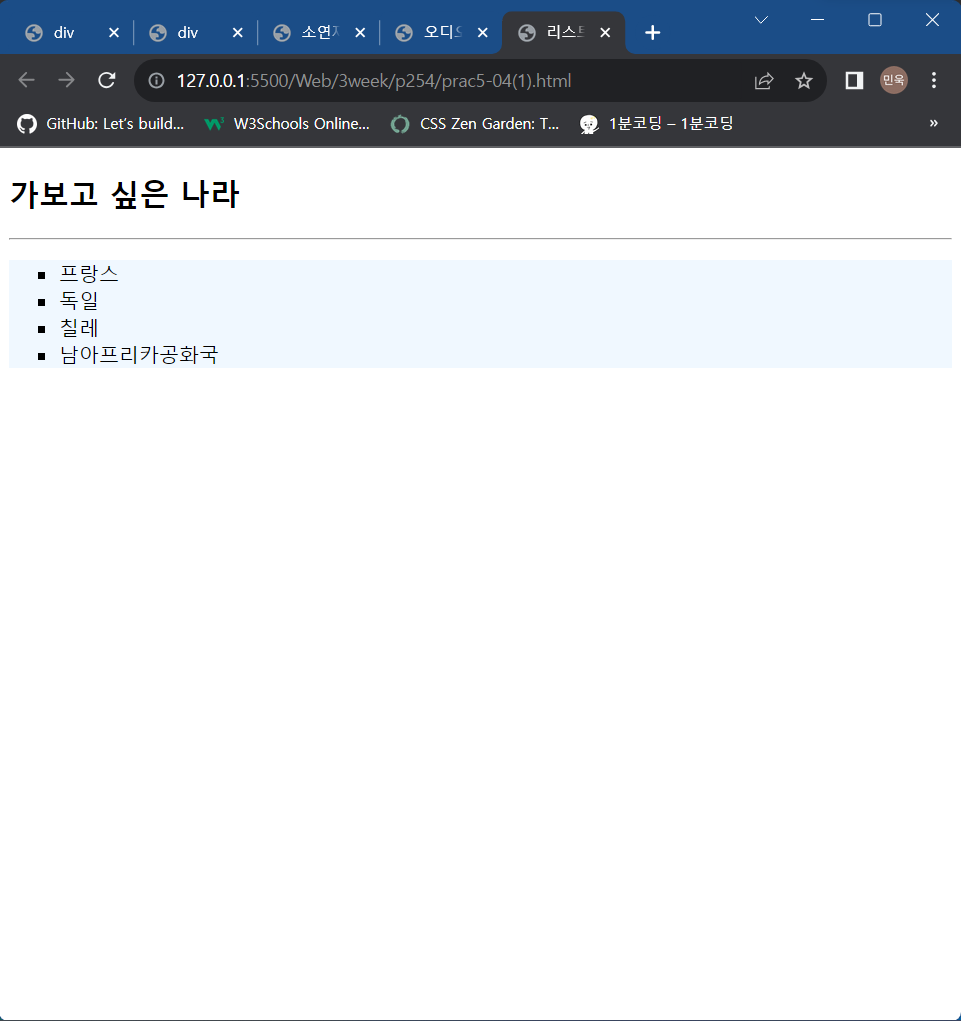 div
div
소연
오디오
리스트
127.0.0.1:5500/Web/3week/p254/prac5-04(1).html
민욱
GitHub: Let's build...
W3Schools Online...
CSS Zen Garden: T...
1분코딩 – 1분코딩
가보고 싶은 나라
프랑스
독일
칠레
남아프리카공화국